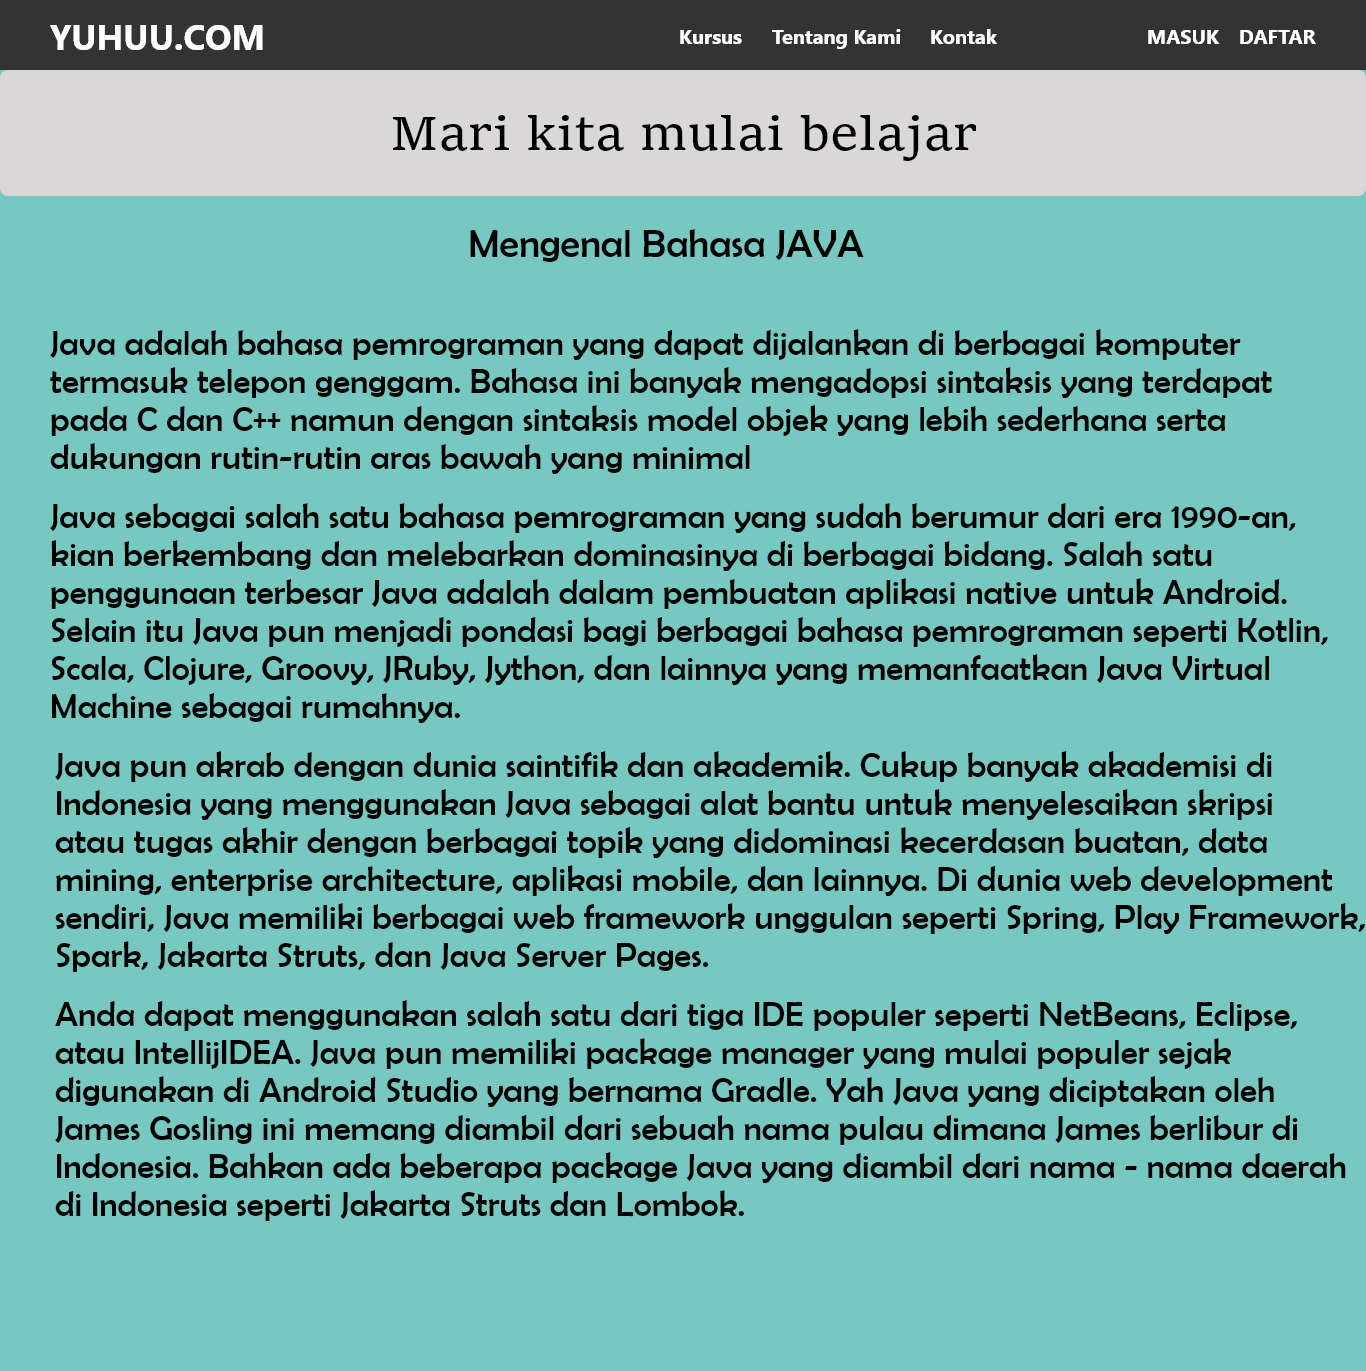 YUHUU.COM
Kursus Tentang Kami Kontak MASUK DAFTAR
Mari kita mulai belajar
Mengenal Bahasa JAVA
Java adalah bahasa pemrograman yang dapat dijalankan di berbagai komputer
termasuk telepon genggam. Bahasa ini banyak mengadopsi sintaksis yang terdapat
pada C dan C++ namun dengan sintaksis model objek yang lebih sederhana serta
dukungan rutin-rutin aras bawah yang minimal
Java sebagai salah satu bahasa pemrograman yang sudah berumur dari era 1990-an,
kian berkembang dan melebarkan dominasinya di berbagai bidang. Salah satu
penggunaan terbesar Java adalah dalam pembuatan aplikasi native untuk Android.
Selain itu Java pun menjadi pondasi bagi berbagai bahasa pemrograman seperti Kotlin,
Scala, Clojure, Groovy, JRuby, Jython, dan lainnya yang memanfaatkan Java Virtual
Machine sebagai rumahnya.
Java pun akrab dengan dunia saintifik dan akademik. Cukup banyak akademisi di
Indonesia yang menggunakan Java sebagai alat bantu untuk menyelesaikan skripsi
atau tugas akhir dengan berbagai topik yang didominasi kecerdasan buatan, data
mining, enterprise architecture, aplikasi mobile, dan lainnya. Di dunia web development
sendiri, Java memiliki berbagai web framework unggulan seperti Spring, Play Framework,
Spark, Jakarta Struts, dan Java Server Pages.
Anda dapat menggunakan salah satu dari tiga IDE populer seperti NetBeans, Eclipse,
atau IntellijIDEA. Java pun memiliki package manager yang mulai populer sejak
digunakan di Android Studio yang bernama Gradle. Yah Java yang diciptakan oleh
James Gosling ini memang diambil dari sebuah nama pulau dimana James berlibur di
Indonesia. Bahkan ada beberapa package Java yang diambil dari nama - nama daerah
di Indonesia seperti Jakarta Struts dan Lombok.